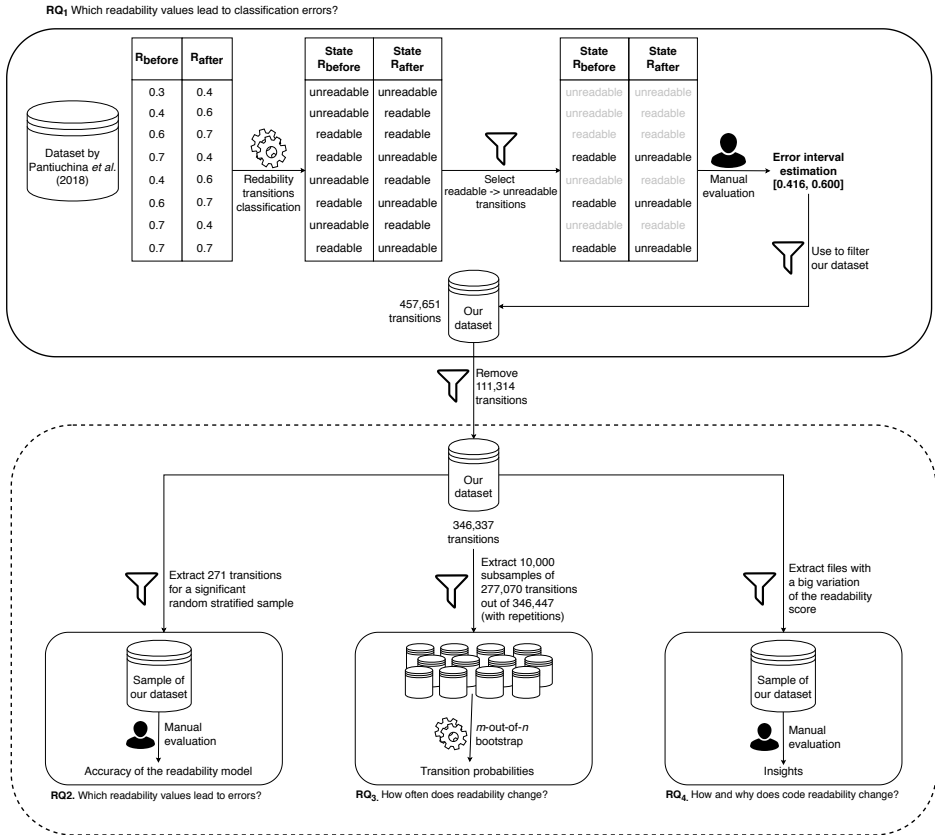 RQ1 Which readability values lead to classification errors?
Rbefore Rafter
0.3 0.4
0.4 0.6
0.6 0.7
0.7 0.4
0.4 0.6
0.6 0.7
0.7 0.4
0.7 0.7
Dataset by
Pantiuchina et al.
(2018)
Redability
transitions
classification
State State
Rbefore Rafter
unreadable unreadable
unreadable readable
readable readable
readable unreadable
unreadable readable
readable unreadable
unreadable readable
readable unreadable
Select
readable -> unreadable
transitions
State State
Rbefore Rafter
unreadable unreadable
unreadable readable
readable readable
readable unreadable
unreadable readable
readable unreadable
unreadable readable
readable unreadable
Manual
evaluation
Error interval
estimation
[0.416, 0.600]
Use to filter
our dataset
457,651
transitions
Our
dataset
Remove
111,314
transitions
Our
dataset
346,337
transitions
Extract 271 transitions
for a significant
random stratified sample
Extract 10,000
subsamples of
277,070 transitions
out of 346,447
(with repetitions)
Extract files with
a big variation
of the readability
score
Sample of
our dataset
Manual
evaluation
Accuracy of the readability model
m-out-of-n
bootstrap
Transition probabilities
Sample of
our dataset
Manual
evaluation
Insights
RQ2. Which readability values lead to errors?
RQ3. How often does readability change?
RQ4. How and why does code readability change?